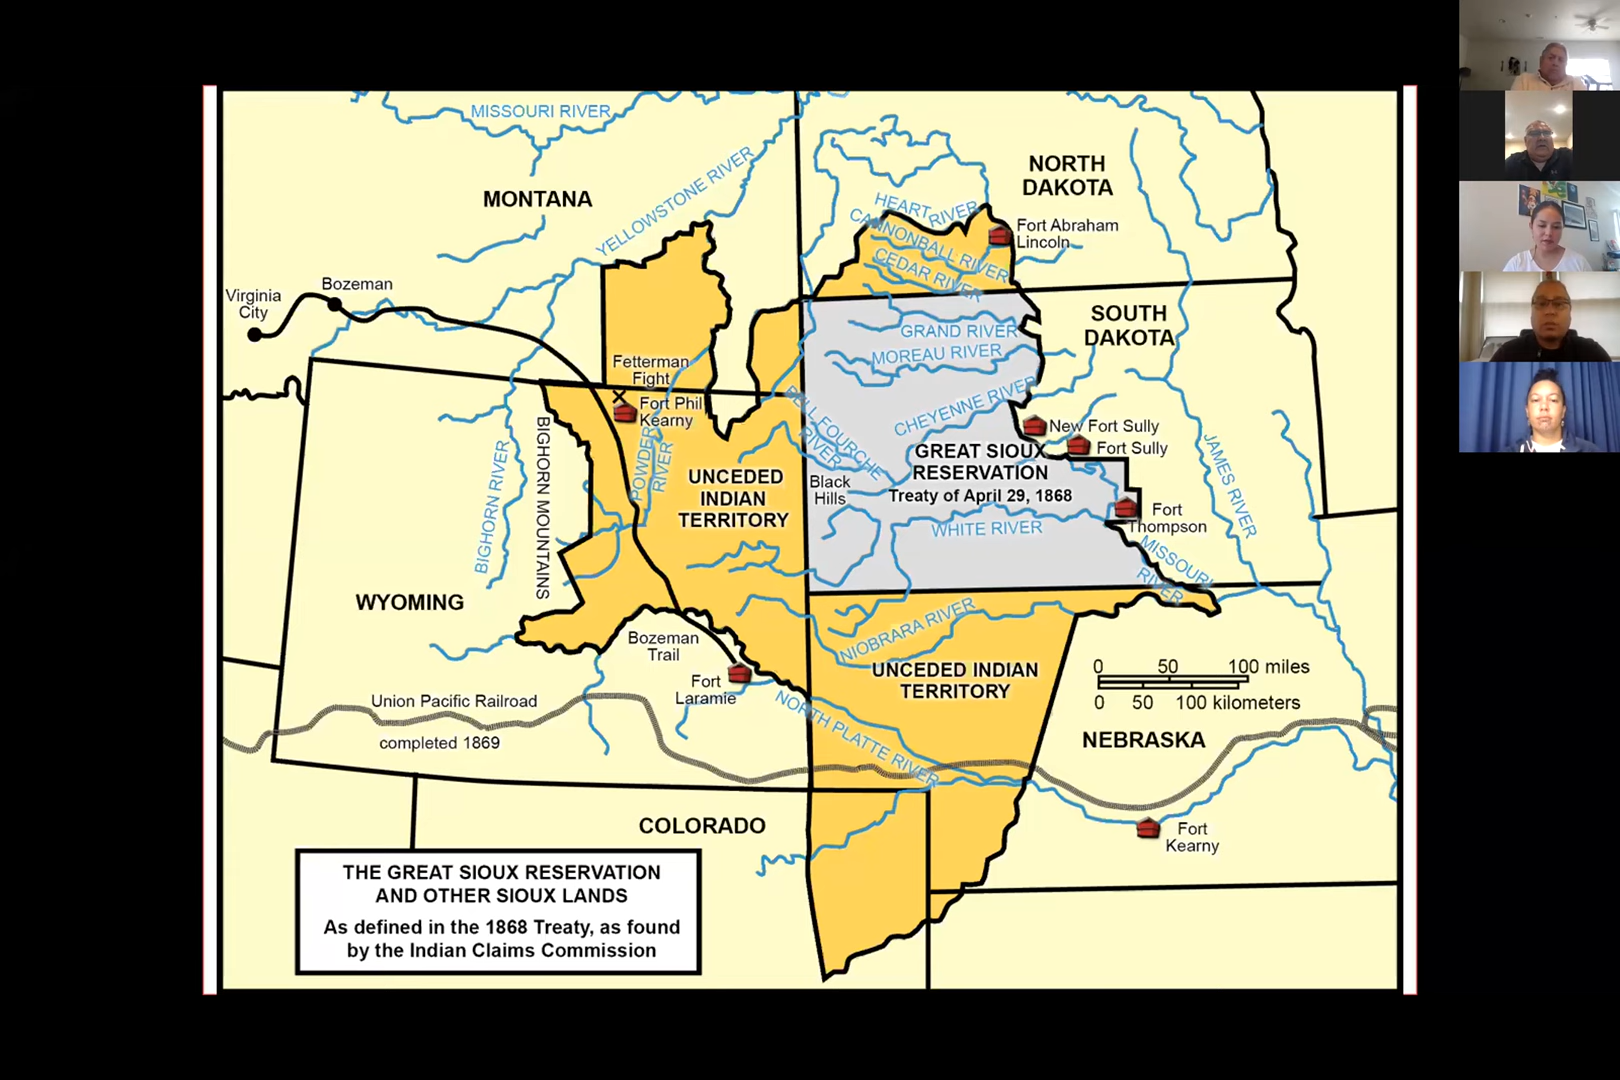 MISSOURI RIVER
MONTANA
YELLOWSTONE RIVER
NORTH
DAKOTA
HEART RIVER
CANNONBALL RIVER
CEDAR RIVER
Fort Abraham
Lincoln
Virginia
City
Bozeman
SOUTH
DAKOTA
GRAND RIVER
MOREAU RIVER
CHEYENNE RIVER
Fetterman
Fight
Fort Phil
Kearny
POWDER
RIVER
BIGHORN RIVER
BIGHORN MOUNTAINS
UNCEDED
INDIAN
TERRITORY
BELL FOURCHE
RIVER
Black
Hills
GREAT SIOUX
RESERVATION
Treaty of April 29, 1868
WHITE RIVER
New Fort Sully
Fort Sully
Fort
Thompson
JAMES RIVER
MISSOURI
RIVER
WYOMING
Bozeman
Trail
Fort
Laramie
NIOBRARA RIVER
UNCEDED INDIAN
TERRITORY
NORTH PLATTE RIVER
0 50 100 miles
0 50 100 kilometers
Union Pacific Railroad
completed 1869
NEBRASKA
COLORADO
Fort
Kearny
THE GREAT SIOUX RESERVATION
AND OTHER SIOUX LANDS
As defined in the 1868 Treaty, as found
by the Indian Claims Commission